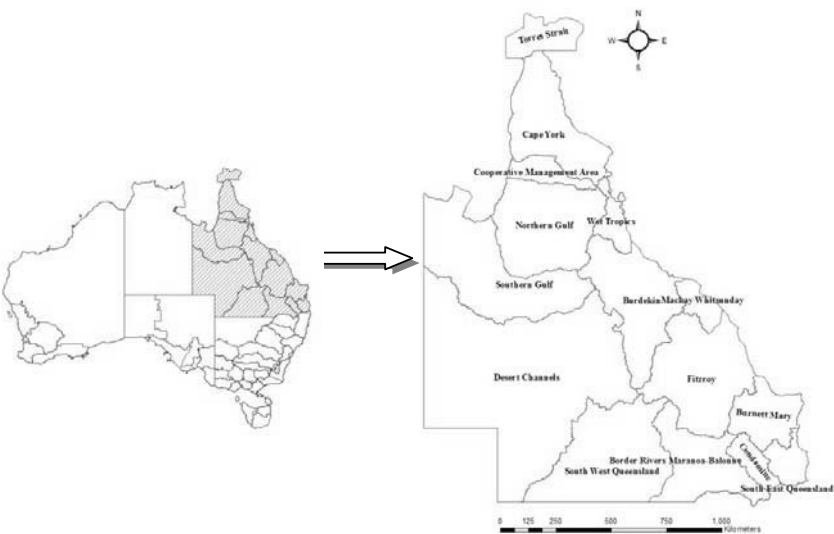 N
W E
S
Torres Strait
Cape York
Cooperative Management Area
Northern Gulf
Wet Tropics
Southern Gulf
Burdekin
Mackay Whitsunday
Desert Channels
Fitzroy
Burnett Mary
Condamine
Border Rivers Maranoa-Balonne
South West Queensland
South East Queensland
0 125 250 500 750 1,000
Kilometers